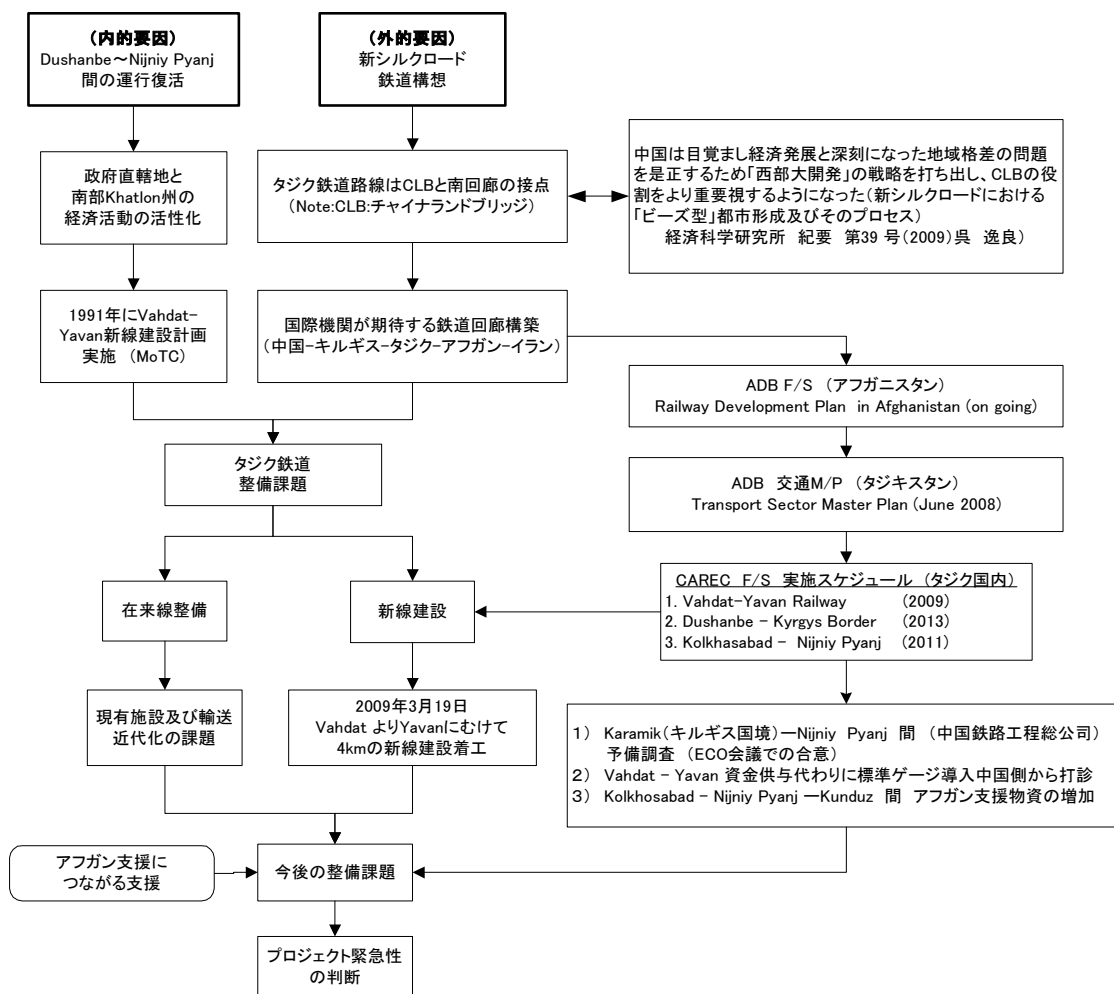 (内的要因)
Dushanbe~Nijniy Pyanj
間の運行復活
(外的要因)
新シルクロード
鉄道構想
政府直轄地と
南部Khatlon州の
経済活動の活性化
タジク鉄道路線はCLBと南回廊の接点
(Note:CLB:チャイナランドブリッジ)
中国は目覚まし経済発展と深刻になった地域格差の問題
を是正するため「西部大開発」の戦略を打ち出し、CLBの役
割をより重要視するようになった(新シルクロードにおける
「ビーズ型」都市形成及びそのプロセス)
経済科学研究所 紀要 第39 号(2009)呉 逸良)
1991年にVahdat-
Yavan新線建設計画
実施 (MoTC)
国際機関が期待する鉄道回廊構築
(中国-キルギス-タジク-アフガン-イラン)
ADB F/S (アフガニスタン)
Railway Development Plan in Afghanistan (on going)
タジク鉄道
整備課題
ADB 交通M/P (タジキスタン)
Transport Sector Master Plan (June 2008)
在来線整備
新線建設
CAREC F/S 実施スケジュール (タジク国内)
1. Vahdat-Yavan Railway (2009)
2. Dushanbe - Kyrgys Border (2013)
3. Kolkhasabad - Nijniy Pyanj (2011)
現有施設及び輸送
近代化の課題
2009年3月19日
Vahdat よりYavanにむけて
4kmの新線建設着工
1) Karamik(キルギス国境)―Nijniy Pyanj 間 (中国鉄路工程総公司)
予備調査 (ECO会議での合意)
2) Vahdat - Yavan 資金供与代わりに標準ゲージ導入中国側から打診
3) Kolkhosabad - Nijniy Pyanj ―Kunduz 間 アフガン支援物資の増加
アフガン支援に
つながる支援
今後の整備課題
プロジェクト緊急性
の判断